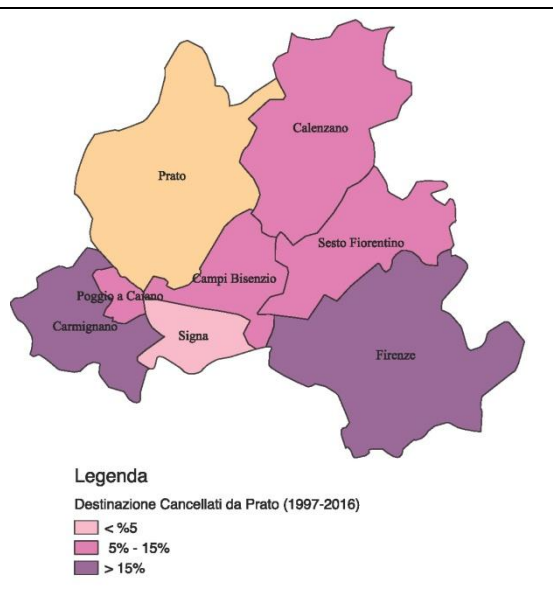 Calenzano
Prato
Sesto Fiorentino
Campi Bisenzio
Poggio a Caiano
Carmignano
Signa
Firenze
Legenda
Destinazione Cancellati da Prato (1997-2016)
< %5
5% - 15%
> 15%